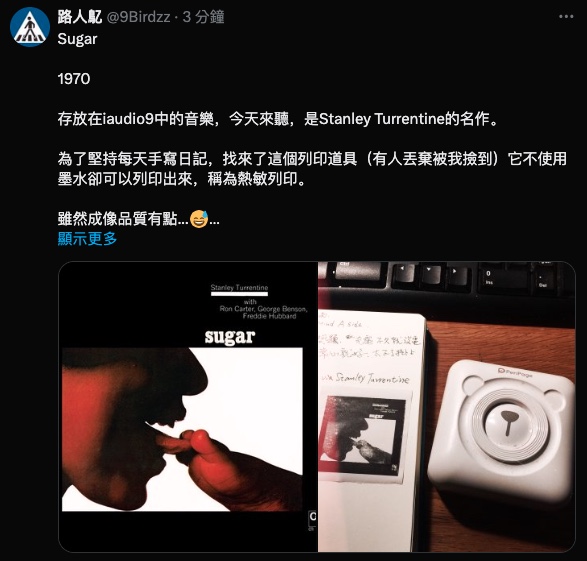 路人馸 @9Birdzz · 3 分鐘
Sugar
1970
存放在iaudio9中的音樂，今天來聽，是Stanley Turrentine的名作。
為了堅持每天手寫日記，找來了這個列印道具（有人丟棄被我撿到）它不使用
墨水卻可以列印出來，稱為熱敏列印。
雖然成像品質有點...😅...
顯示更多
Stanley Turrentine
with
Ron Carter, George Benson,
Freddie Hubbard
sugar
Stanley Turrentine
sugar
PeriPage
0
Ins
Del